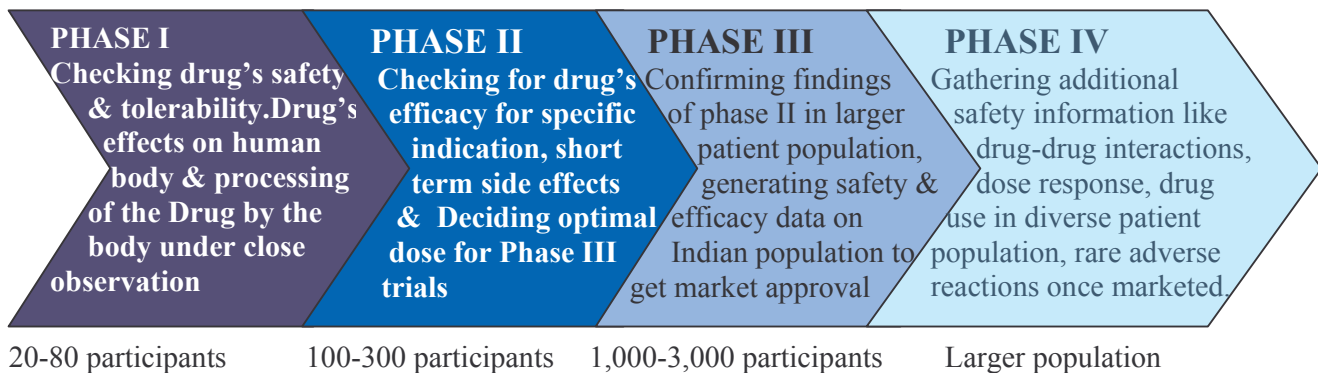 PHASE I
Checking drug's safety
& tolerability.Drug's
effects on human
body & processing
of the Drug by the
body under close
observation
PHASE II
Checking for drug's
efficacy for specific
indication, short
term side effects
& Deciding optimal
dose for Phase III
trials
PHASE III
Confirming findings
of phase II in larger
patient population,
generating safety &
efficacy data on
Indian population to
get market approval
PHASE IV
Gathering additional
safety information like
drug-drug interactions,
dose response, drug
use in diverse patient
population, rare adverse
reactions once marketed.
20-80 participants
100-300 participants
1,000-3,000 participants
Larger population